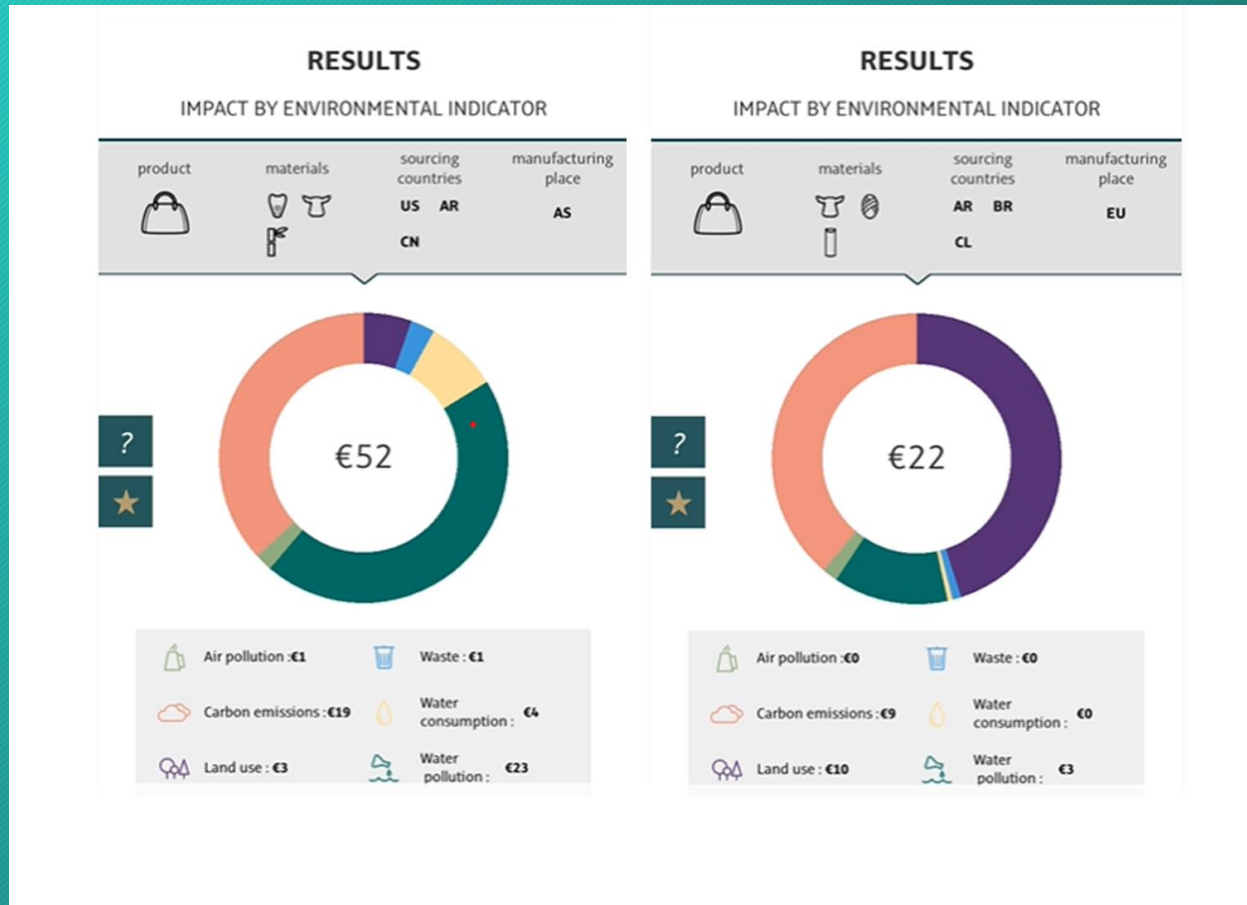 RESULTS
IMPACT BY ENVIRONMENTAL INDICATOR
product
materials
sourcing
countries
manufacturing
place
US AR
CN
AS
?
€52
Air pollution :€1
Waste : €1
Carbon emissions :€19
Water
consumption :
€4
Land use : €3
Water
pollution :
€23
RESULTS
IMPACT BY ENVIRONMENTAL INDICATOR
product
materials
sourcing
countries
manufacturing
place
AR BR
CL
EU
?
€22
Air pollution :€0
Waste : €0
Carbon emissions :€9
Water
consumption :
€0
Land use : €10
Water
pollution :
€3